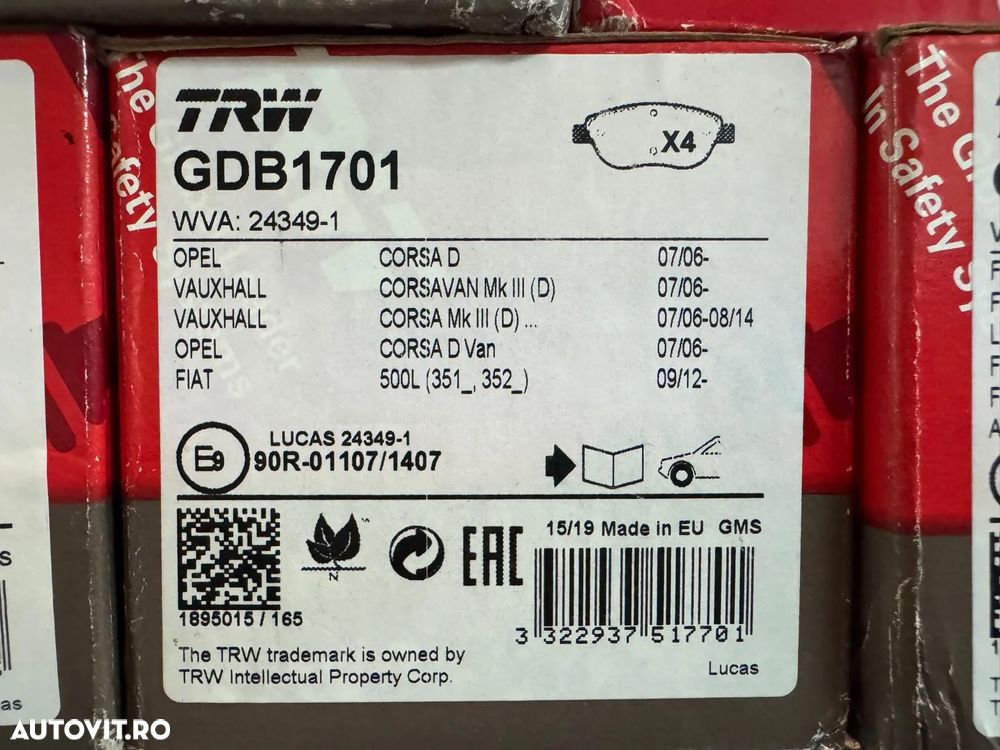 TRW
X4
GDB1701
WVA: 24349-1
OPEL CORSA D 07/06-
VAUXHALL CORSAVAN Mk III (D) 07/06-
VAUXHALL CORSA Mk III (D) ... 07/06-08/14
OPEL CORSA D Van 07/06-
FIAT 500L (351_, 352_) 09/12-
E9
LUCAS 24349-1
90R-01107/1407
N
EAC
15/19 Made in EU GMS
1895015 / 165
3 322937 517701
The TRW trademark is owned by
TRW Intellectual Property Corp.
Lucas
The
In Safety
AUTOVIT.RO